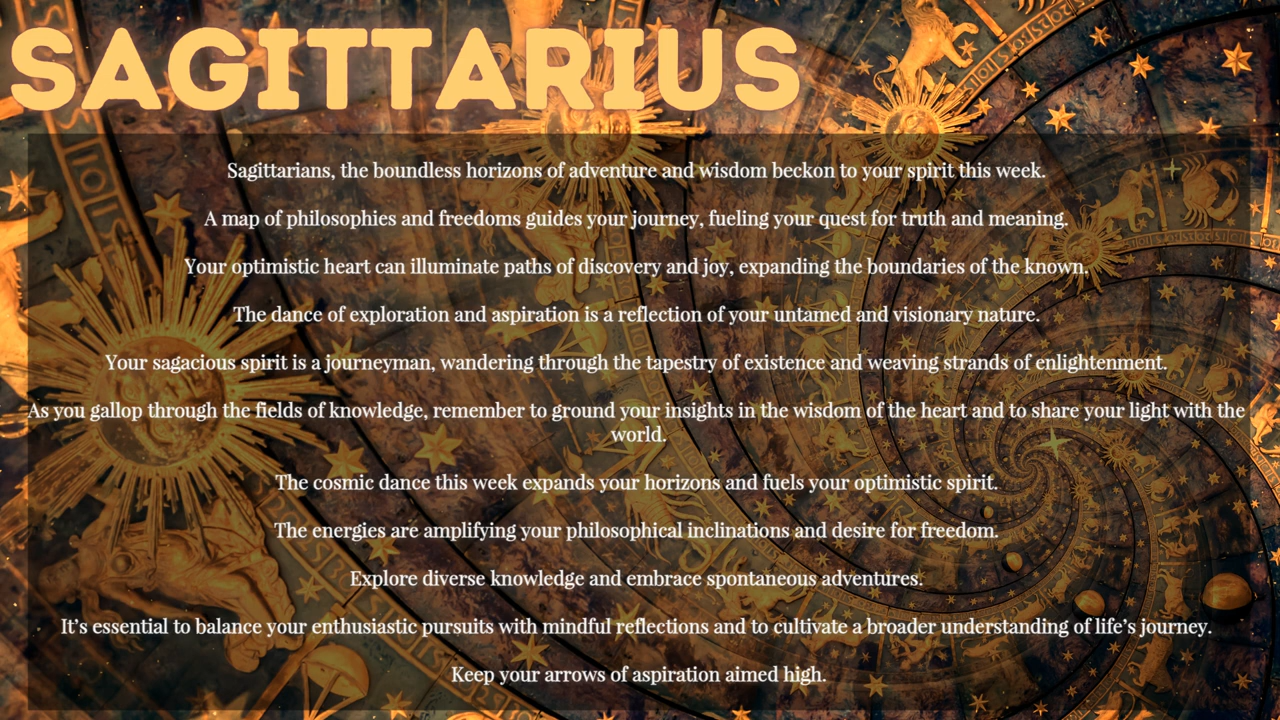 SAGITTARIUS
Sagittarians, the boundless horizons of adventure and wisdom beckon to your spirit this week.
A map of philosophies and freedoms guides your journey, fueling your quest for truth and meaning.
Your optimistic heart can illuminate paths of discovery and joy, expanding the boundaries of the known.
The dance of exploration and aspiration is a reflection of your untamed and visionary nature.
Your sagacious spirit is a journeyman, wandering through the tapestry of existence and weaving strands of enlightenment.
As you gallop through the fields of knowledge, remember to ground your insights in the wisdom of the heart and to share your light with the
world.
The cosmic dance this week expands your horizons and fuels your optimistic spirit.
The energies are amplifying your philosophical inclinations and desire for freedom.
Explore diverse knowledge and embrace spontaneous adventures.
It’s essential to balance your enthusiastic pursuits with mindful reflections and to cultivate a broader understanding of life’s journey.
Keep your arrows of aspiration aimed high.